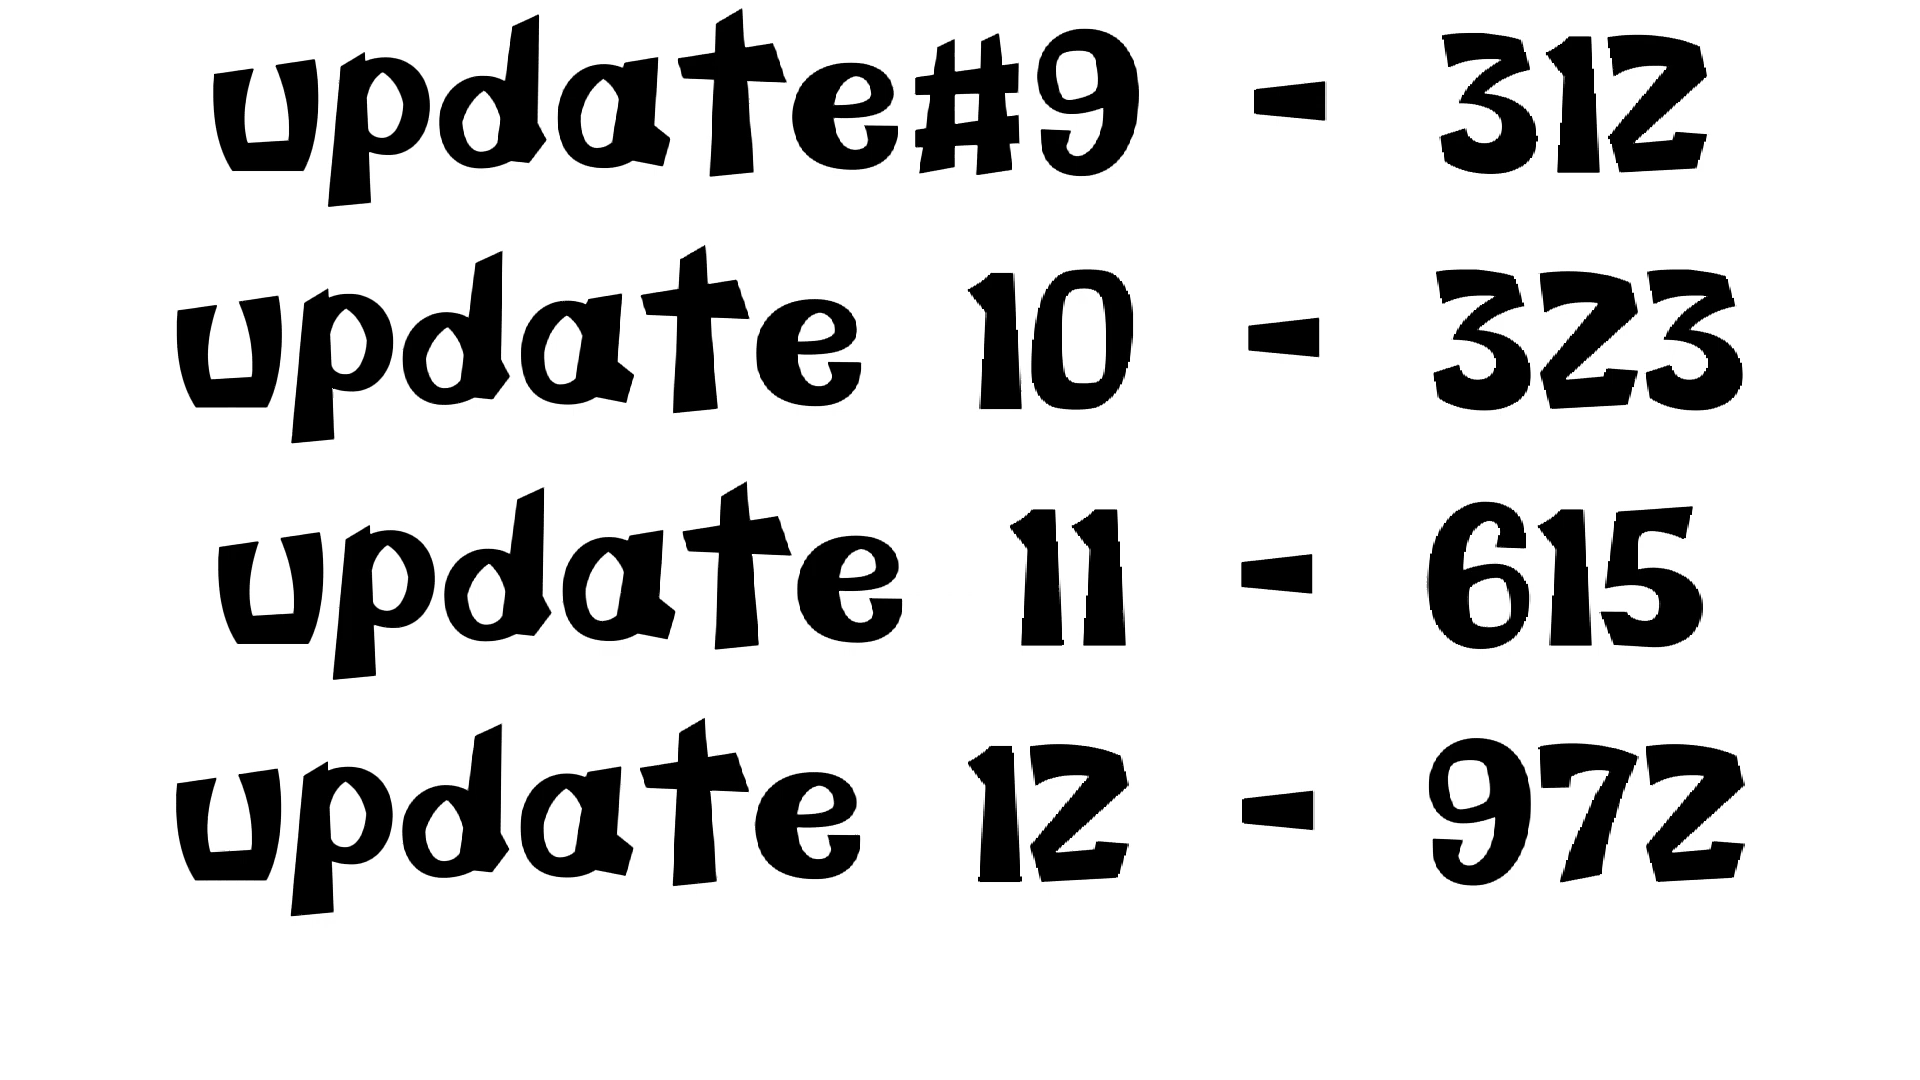 update#9 - 312
update 10 - 323
update 11 - 615
update 12 - 972